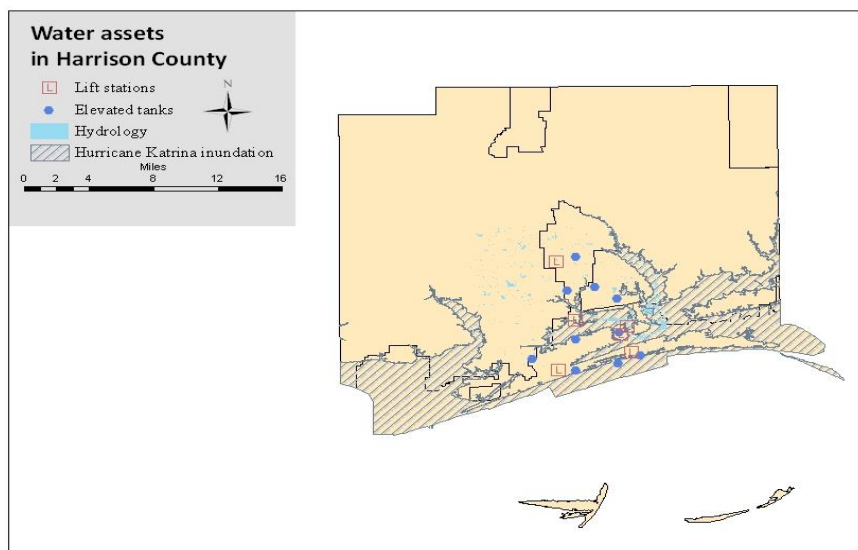 Water assets
in Harrison County
N
L Lift stations
Elevated tanks
Hydrology
Hurricane Katrina inundation
Miles
0 2 4 8 12 16
L
L
L
L